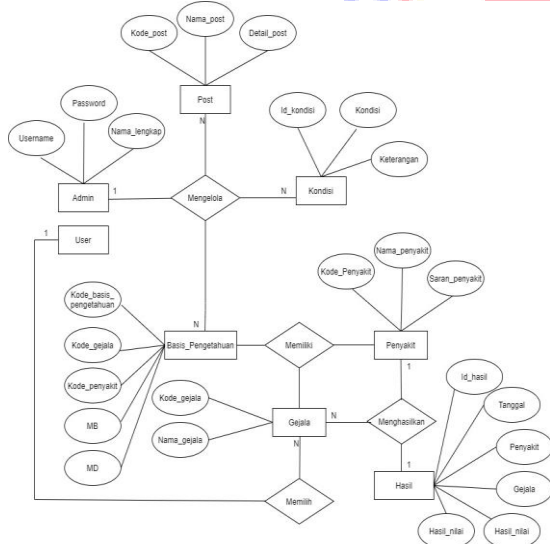 Nama_post
Kode_post
Detail_post
Post
N
Password
Username
Nama_lengkap
Id_kondisi
Kondisi
Keterangan
Admin
1
Mengelola
N
Kondisi
1
User
Nama_penyakit
Kode_Penyakit
Saran_penyakit
Kode_basis_
pengetahuan
N
Kode_gejala
Basis_Pengetahuan
Memiliki
Penyakit
Kode_penyakit
1
Id_hasil
Kode_gejala
Tanggal
MB
Gejala
N
Menghasilkan
Nama_gejala
Penyakit
N
MD
1
Hasil
Gejala
Memilih
Hasil_nilai
Hasil_nilai